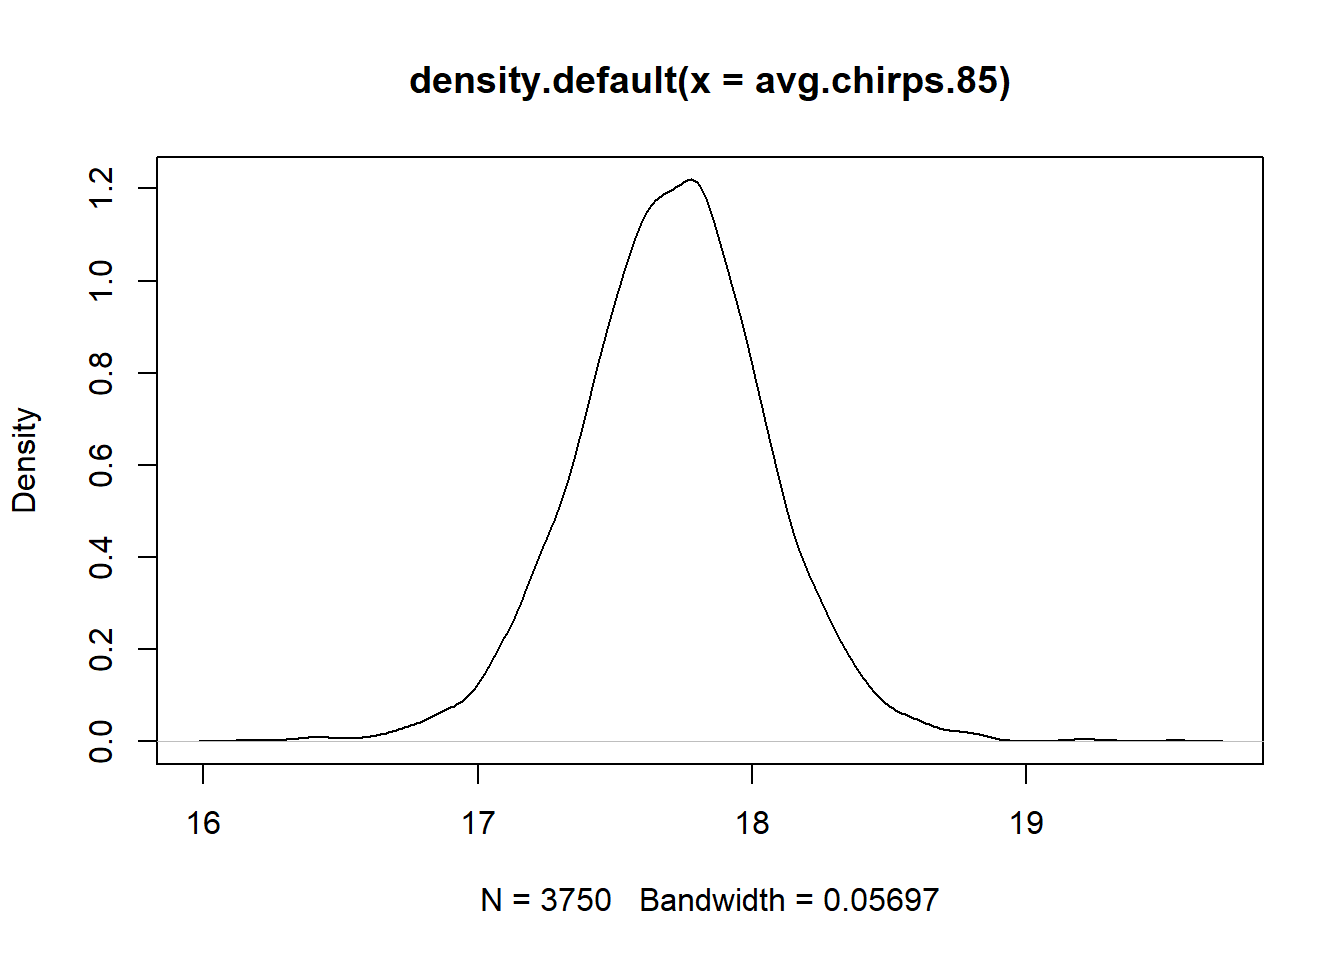 density.default(x = avg.chirps.85)
Density
1.2
1.0
0.8
0.6
0.4
0.2
0.0
16 17 18 19
N = 3750 Bandwidth = 0.05697